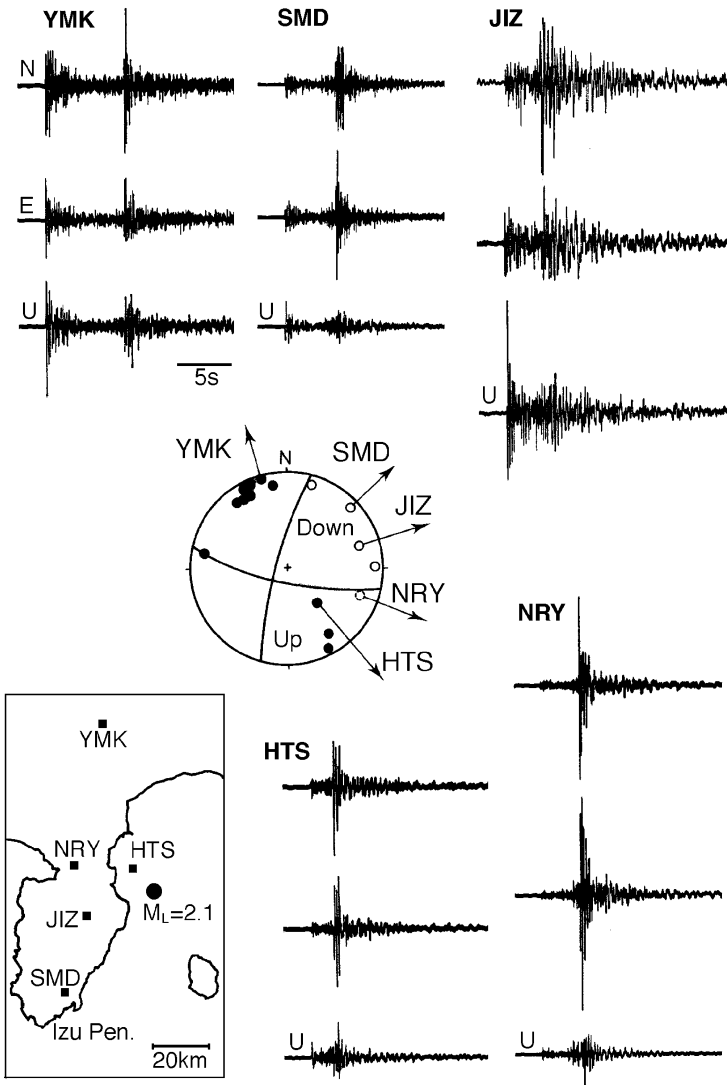 YMK SMD JIZ
N
E
U U
5s
U
YMK N SMD
JIZ
Down
NRY
Up
HTS
NRY
HTS
YMK
NRY HTS
JIZ M_L=2.1
SMD
Izu Pen.
20km
U U